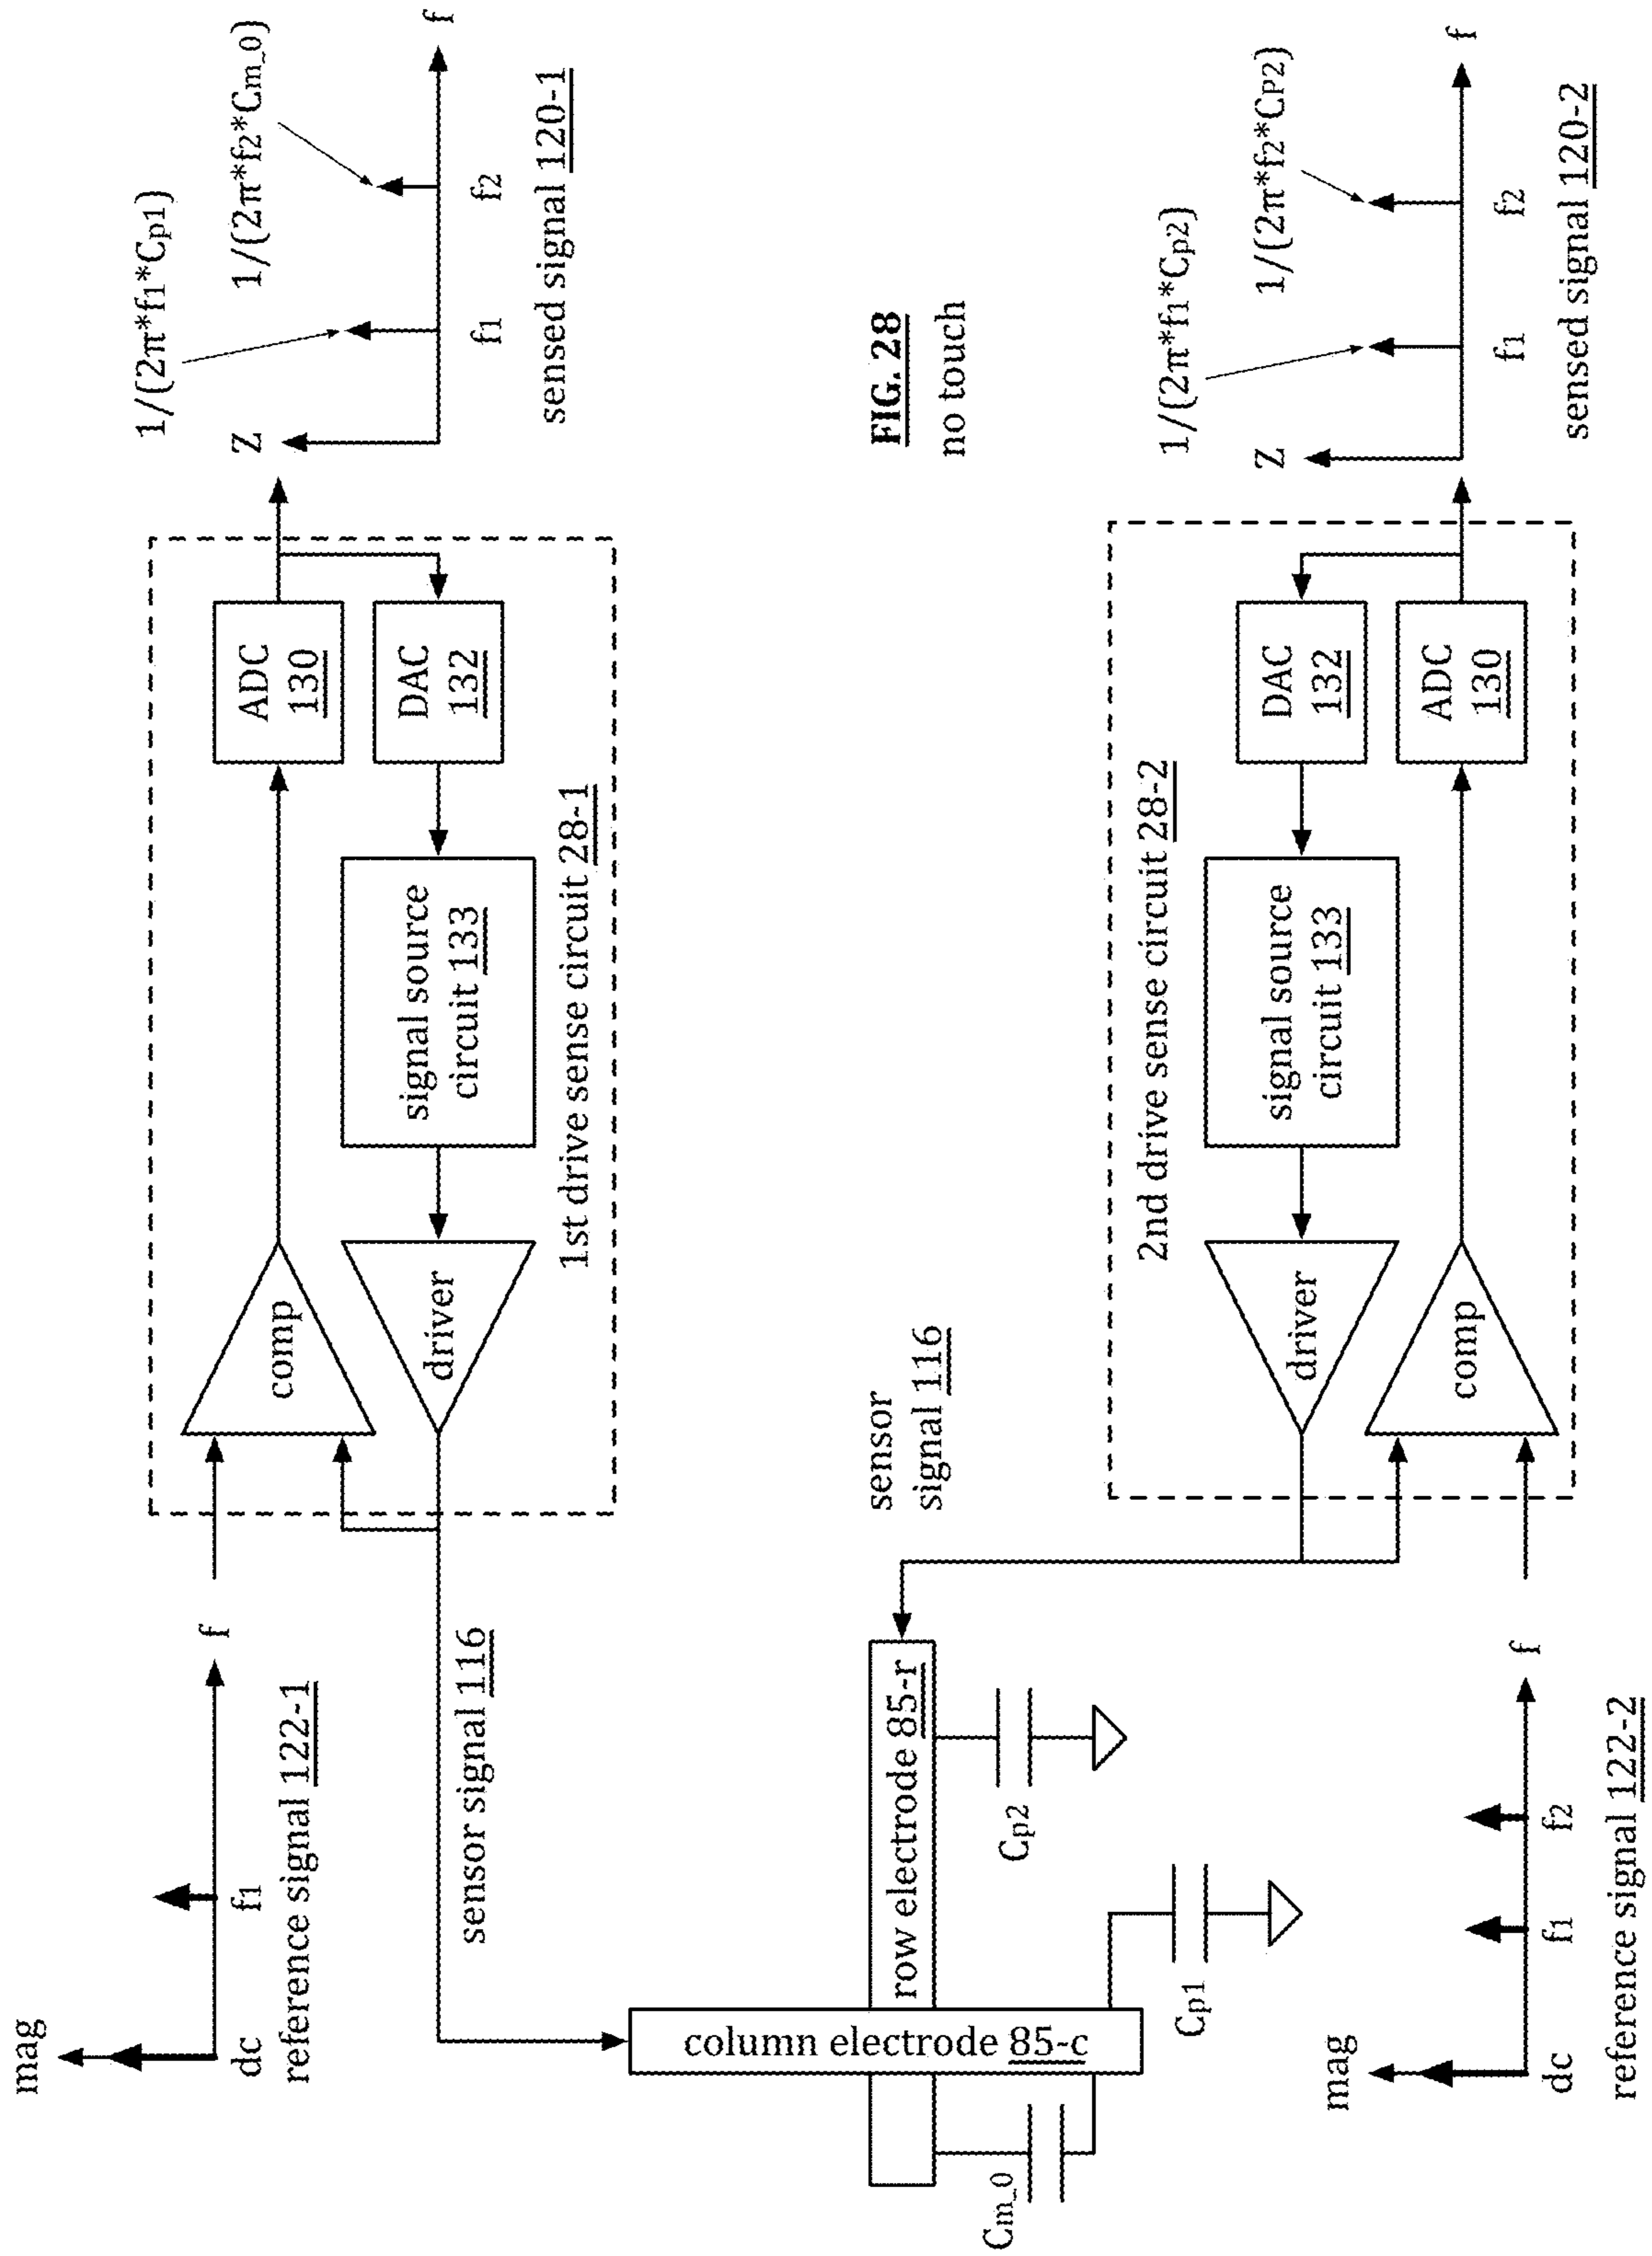 mag
dc
f1
f
reference signal 122-1
sensor signal 116
comp
driver
ADC
130
DAC
132
signal source
circuit 133
1st drive sense circuit 28-1
Z
1/(2π*f1*Cp1)
1/(2π*f2*Cm_0)
f1
f2
f
sensed signal 120-1
FIG. 28
no touch
column electrode 85-c
row electrode 85-r
Cm_0
Cp1
Cp2
sensor
signal 116
mag
dc
f1
f2
f
reference signal 122-2
2nd drive sense circuit 28-2
driver
comp
signal source
circuit 133
DAC
132
ADC
130
Z
1/(2π*f1*Cp2)
1/(2π*f2*CP2)
f1
f2
f
sensed signal 120-2